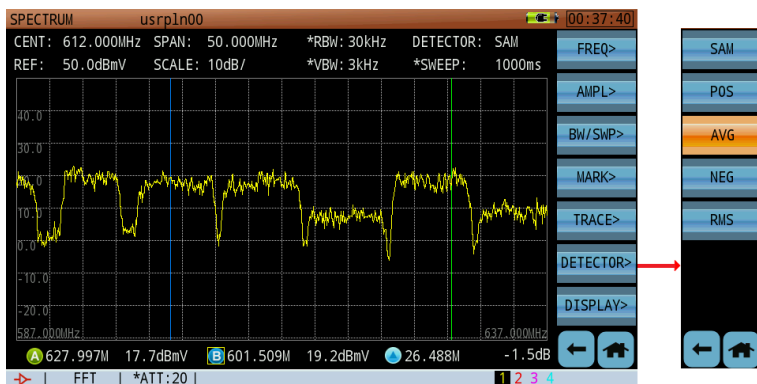 SPECTRUM usrpln00 00:37:40
CENT: 612.000MHz SPAN: 50.000MHz *RBW: 30kHz DETECTOR: SAM
REF: 50.0dBmV SCALE: 10dB/ *VBW: 3kHz *SWEEP: 1000ms
FREQ>
AMPL>
BW/SWP>
MARK>
TRACE>
DETECTOR>
DISPLAY>
40.0
30.0
10.0
0.0
-10.0
-20.0
587.000MHz 637.000MHz
A 627.997M 17.7dBmV B 601.509M 19.2dBmV 26.488M -1.5dB
FFT | *ATT:20 | 1 2 3 4
SAM
POS
AVG
NEG
RMS